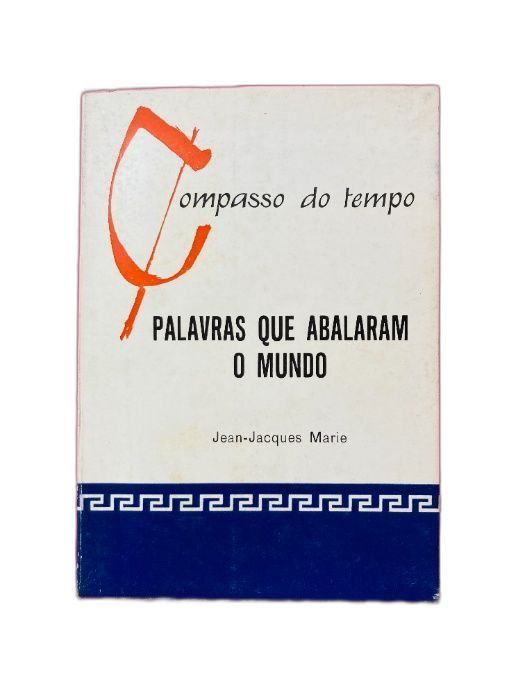 Compasso do tempo
PALAVRAS QUE ABALARAM
O MUNDO
Jean-Jacques Marie